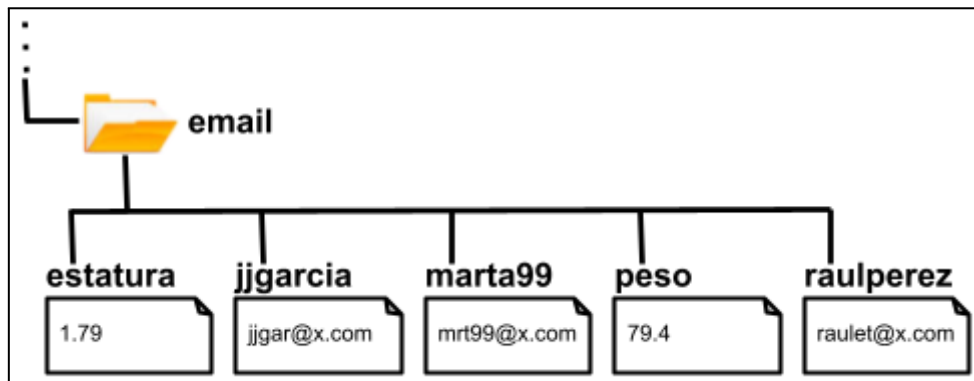 email
estatura jjgarcia marta99 peso raulperez
1.79 jjgar@x.com mrt99@x.com 79.4 raulet@x.com